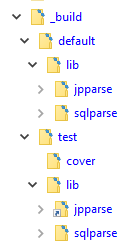 _build
default
lib
jpparse
sqlparse
test
cover
lib
jpparse
sqlparse